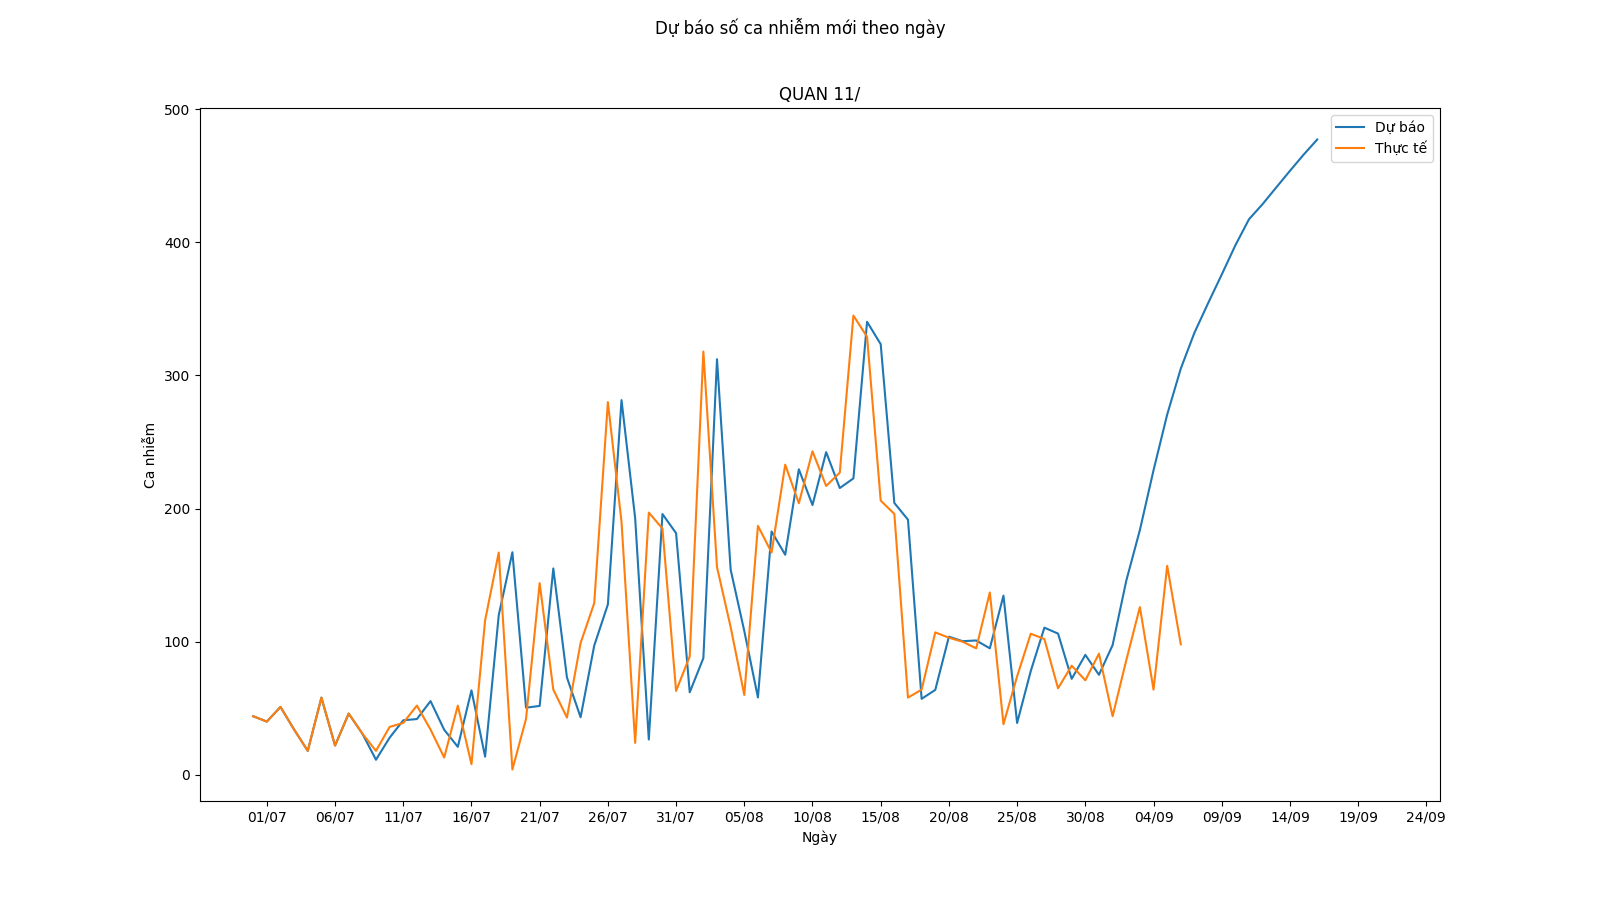 Dự báo số ca nhiễm mới theo ngày
QUAN 11/
Dự báo
Thực tế
Ca nhiễm
500
400
300
200
100
0
01/07 06/07 11/07 16/07 21/07 26/07 31/07 05/08 10/08 15/08 20/08 25/08 30/08 04/09 09/09 14/09 19/09 24/09
Ngày